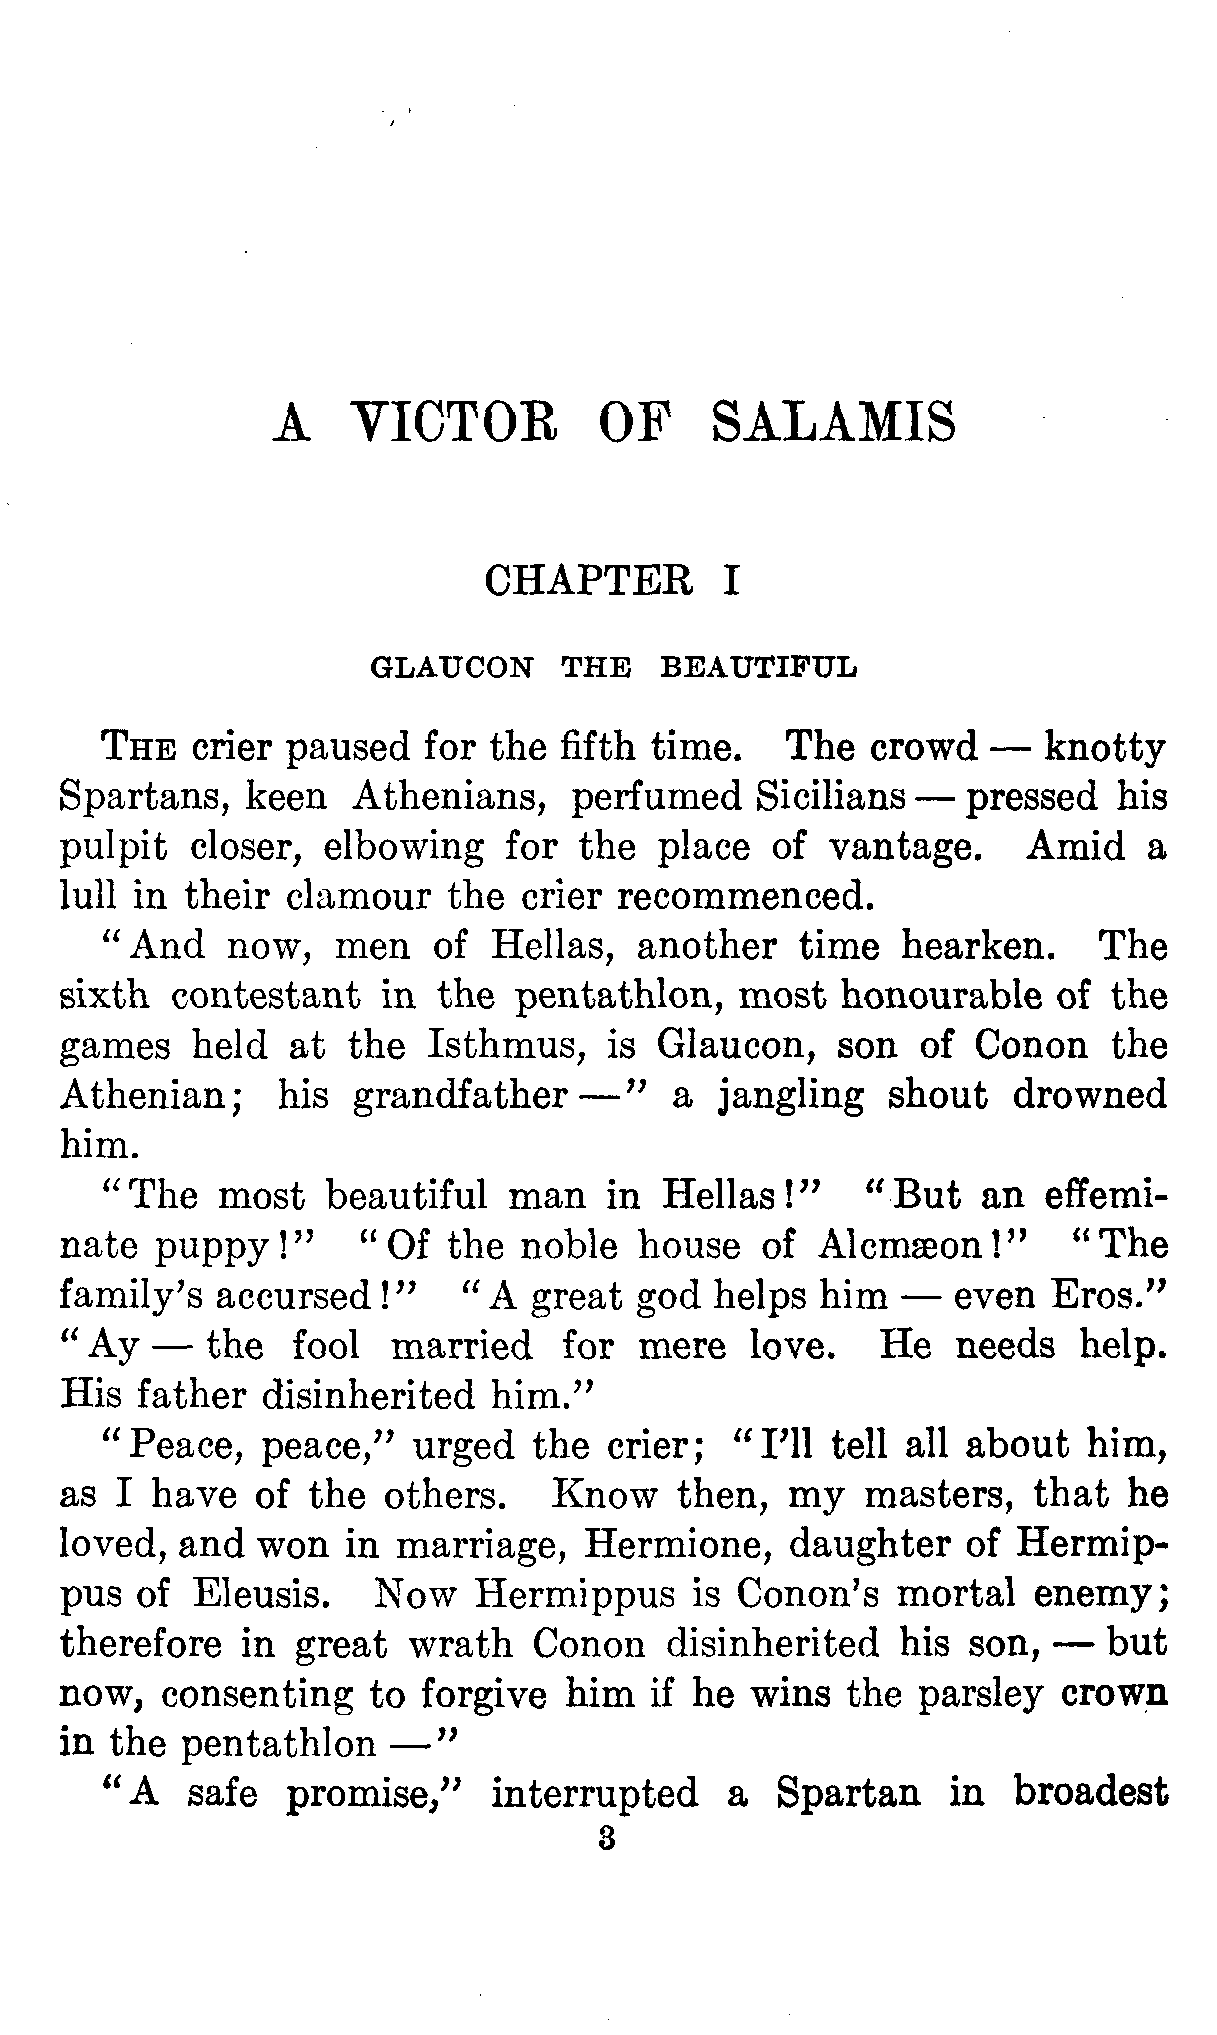 A VICTOR OF SALAMIS
CHAPTER I
GLAUCON THE BEAUTIFUL
THE crier paused for the fifth time. The crowd — knotty
Spartans, keen Athenians, perfumed Sicilians — pressed his
pulpit closer, elbowing for the place of vantage. Amid a
lull in their clamour the crier recommenced.
“And now, men of Hellas, another time hearken. The
sixth contestant in the pentathlon, most honourable of the
games held at the Isthmus, is Glaucon, son of Conon the
Athenian; his grandfather —” a jangling shout drowned
him.
“The most beautiful man in Hellas!” “But an effemi-
nate puppy!” “Of the noble house of Alcmæon!” “The
family’s accursed!” “A great god helps him — even Eros.”
“Ay — the fool married for mere love. He needs help.
His father disinherited him.”
“Peace, peace,” urged the crier; “I’ll tell all about him,
as I have of the others. Know then, my masters, that he
loved, and won in marriage, Hermione, daughter of Hermip-
pus of Eleusis. Now Hermippus is Conon’s mortal enemy;
therefore in great wrath Conon disinherited his son, — but
now, consenting to forgive him if he wins the parsley crown
in the pentathlon —”
“A safe promise,” interrupted a Spartan in broadest
3